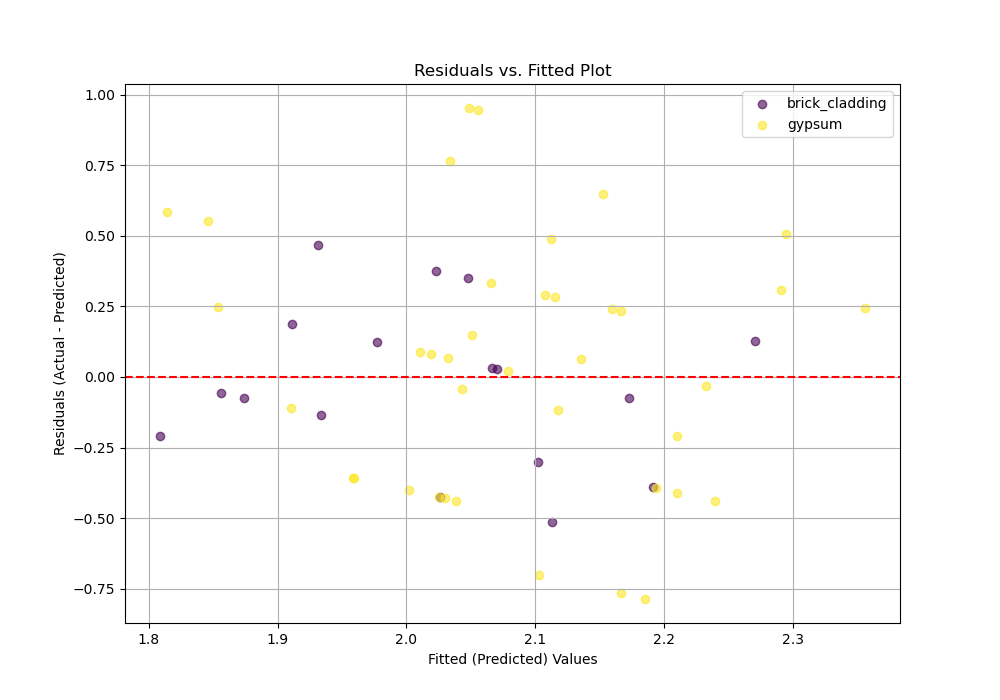 Residuals vs. Fitted Plot
brick_cladding
gypsum
Residuals (Actual - Predicted)
1.00
0.75
0.50
0.25
0.00
−0.25
−0.50
−0.75
1.8 1.9 2.0 2.1 2.2 2.3
Fitted (Predicted) Values